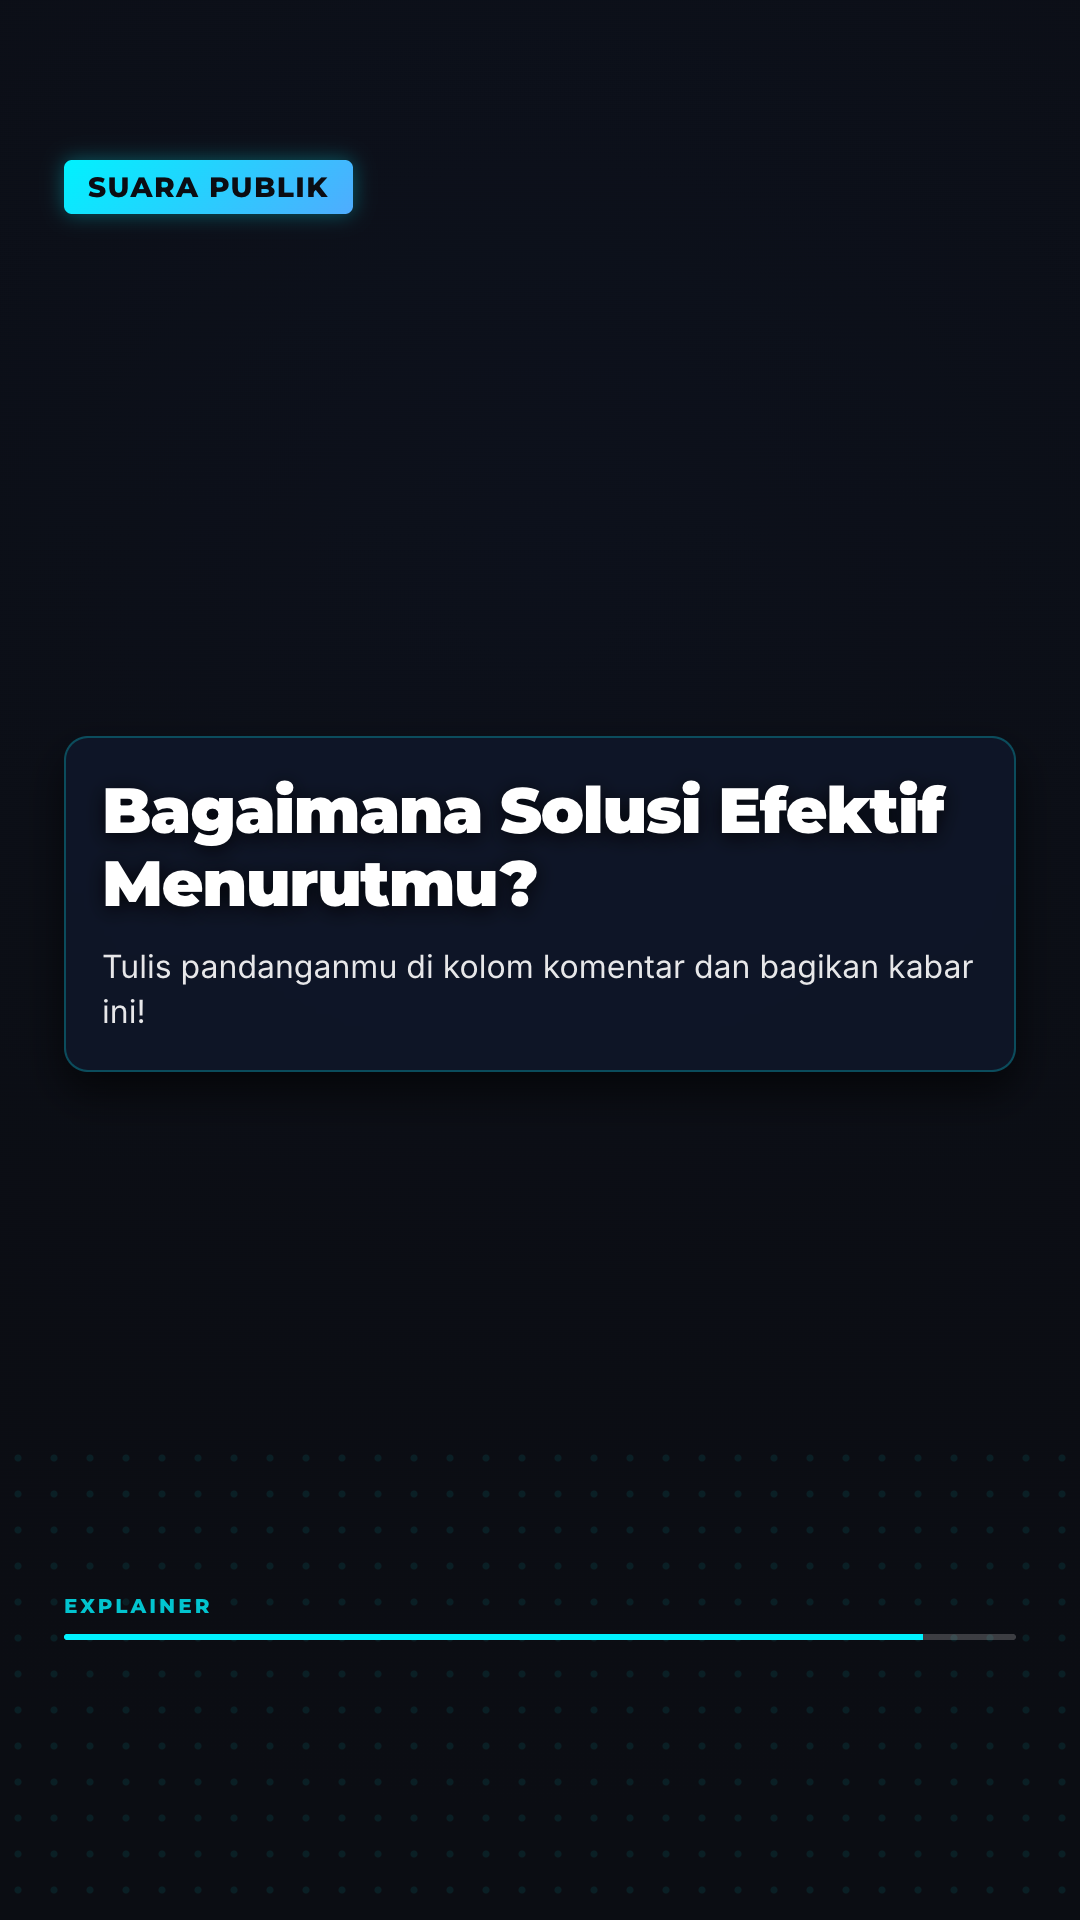 SUARA PUBLIK
Bagaimana Solusi Efektif
Menurutmu?
Tulis pandanganmu di kolom komentar dan bagikan kabar
ini!
EXPLAINER